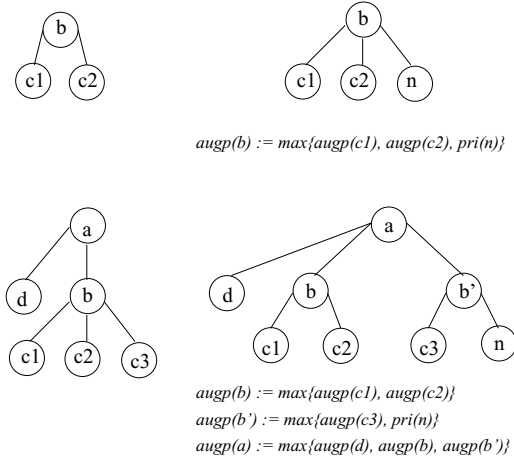 b
b
c1 c2
c1 c2 n
augp(b) := max{augp(c1), augp(c2), pri(n)}
a
a
d b
d b b’
c1 c2 c3
c1 c2 c3 n
augp(b) := max{augp(c1), augp(c2)}
augp(b’) := max{augp(c3), pri(n)}
augp(a) := max{augp(d), augp(b), augp(b’)}